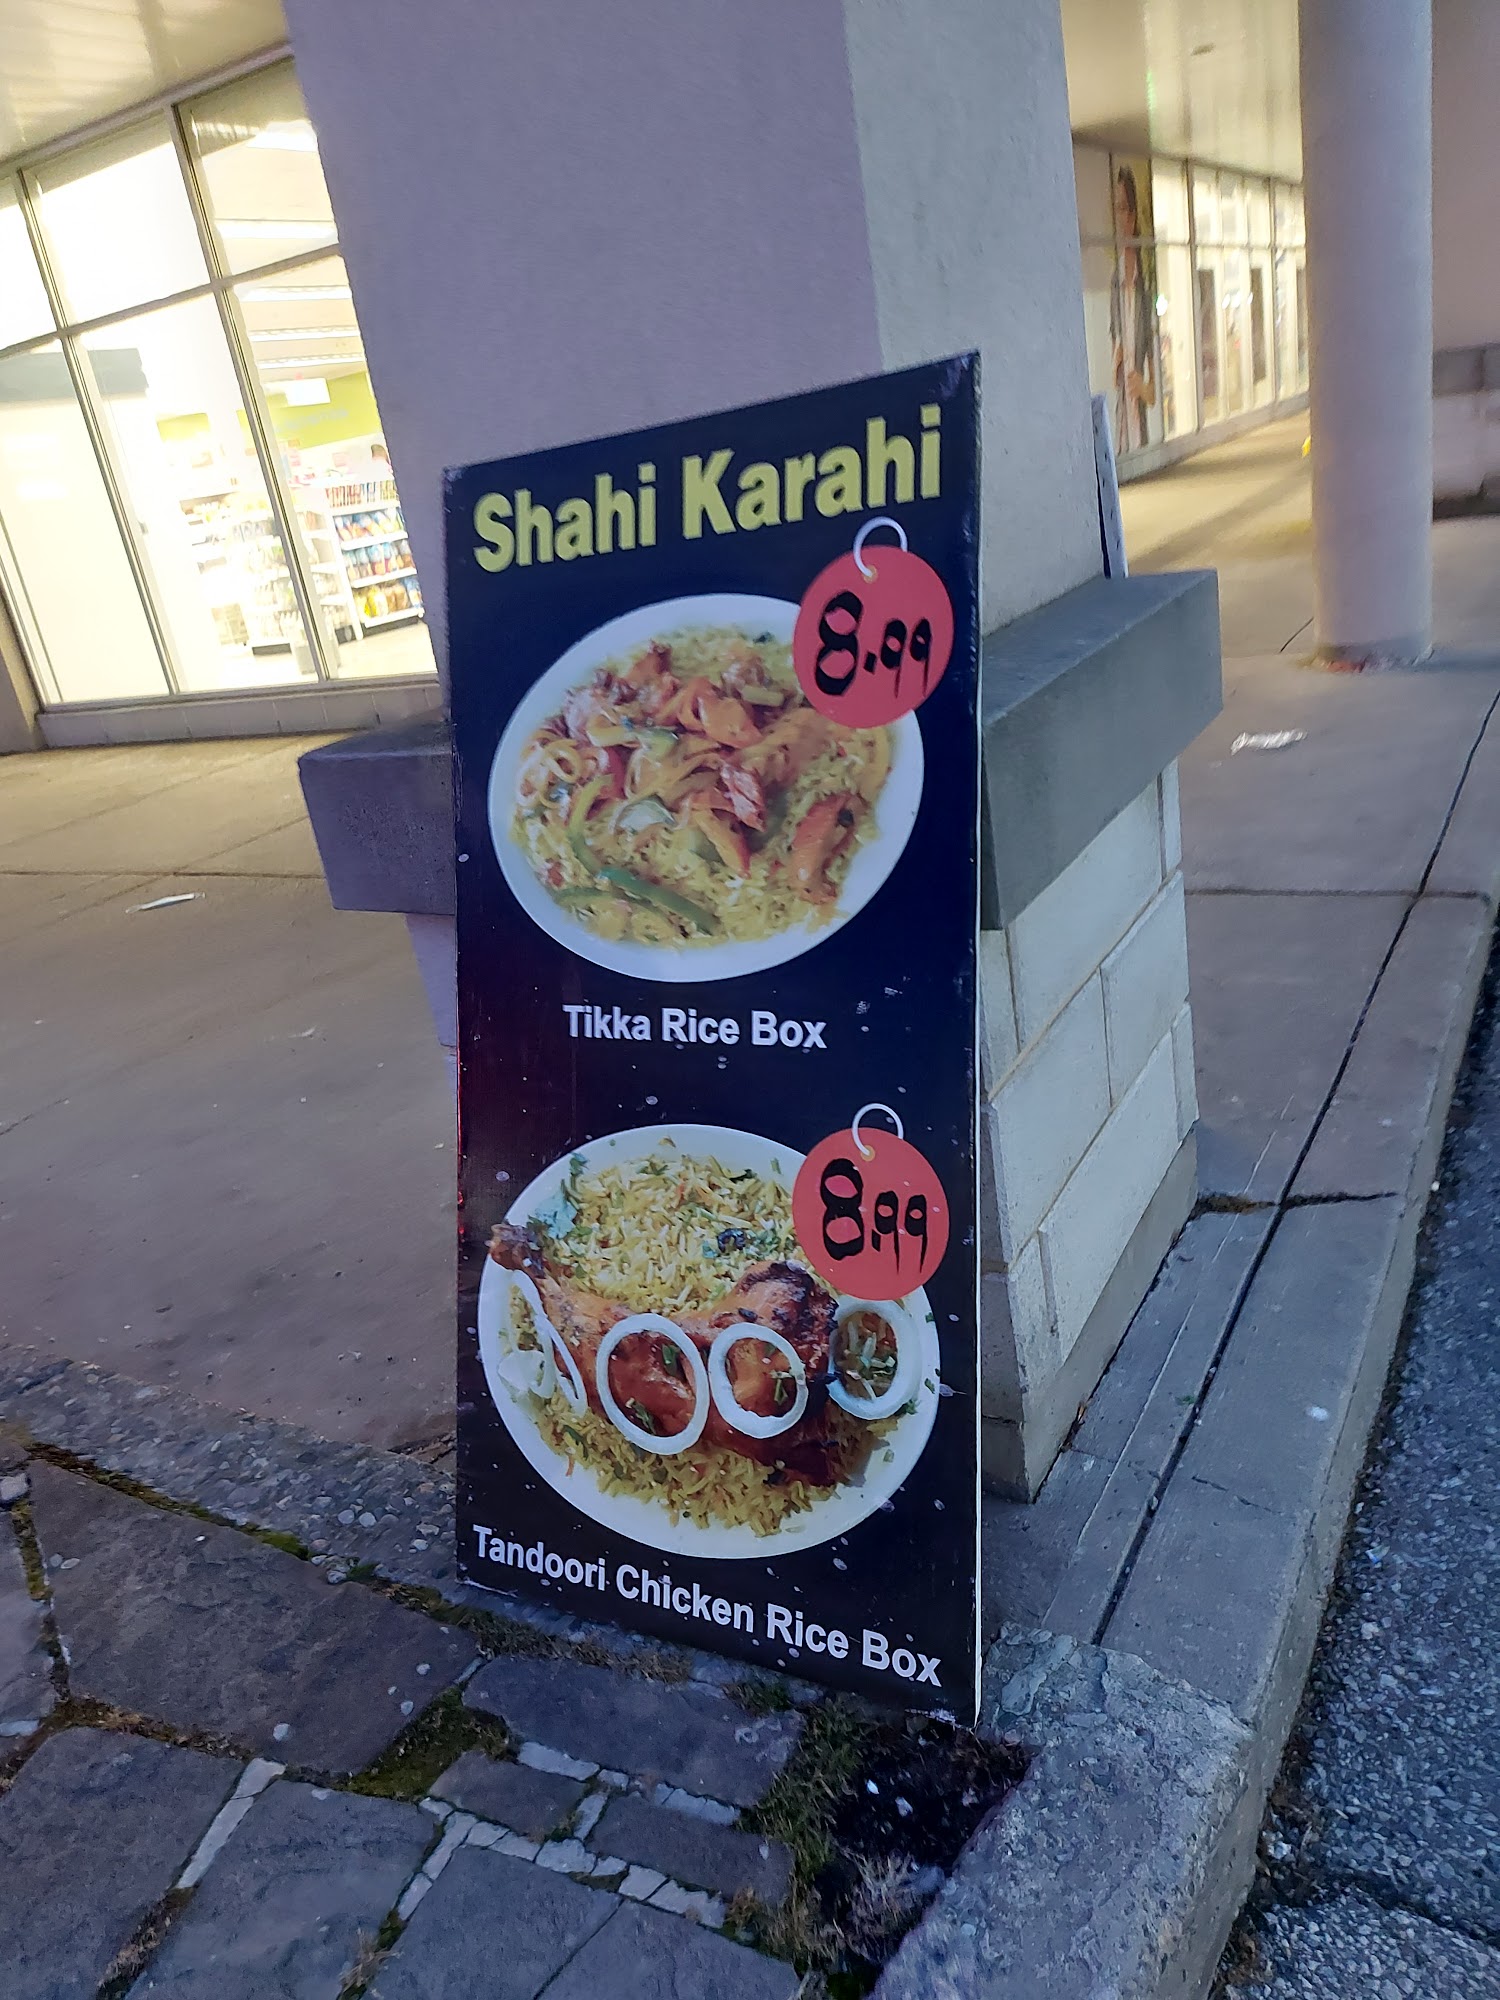 Shahi Karahi
8.99
Tikka Rice Box
8.99
Tandoori Chicken Rice Box